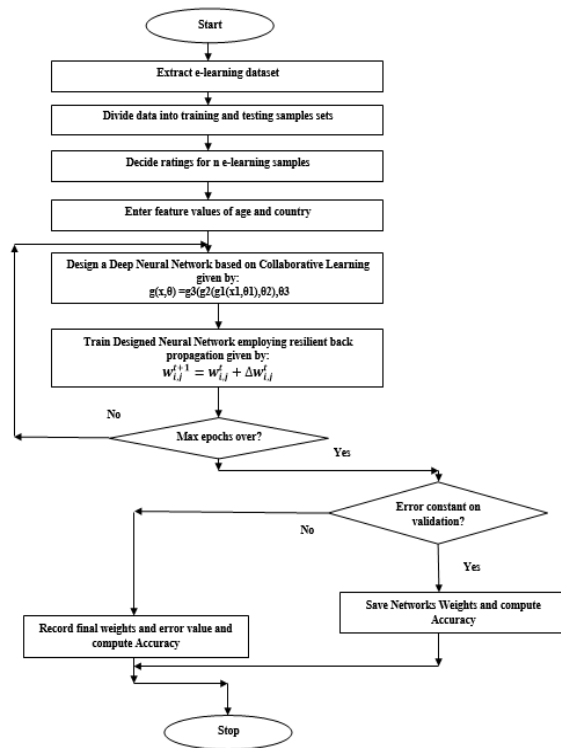 Start
Extract e-learning dataset
Divide data into training and testing samples sets
Decide ratings for n e-learning samples
Enter feature values of age and country
Design a Deep Neural Network based on Collaborative Learning
given by:
g(x,θ) =g3(g2(g1(x1,θ1),θ2),θ3
Train Designed Neural Network employing resilient back
propagation given by:
w_{i,j}^{t+1} = w_{i,j}^{t} + Δw_{i,j}^{t}
No
Max epochs over?
Yes
Error constant on
validation?
No
Yes
Save Networks Weights and compute
Accuracy
Record final weights and error value and
compute Accuracy
Stop